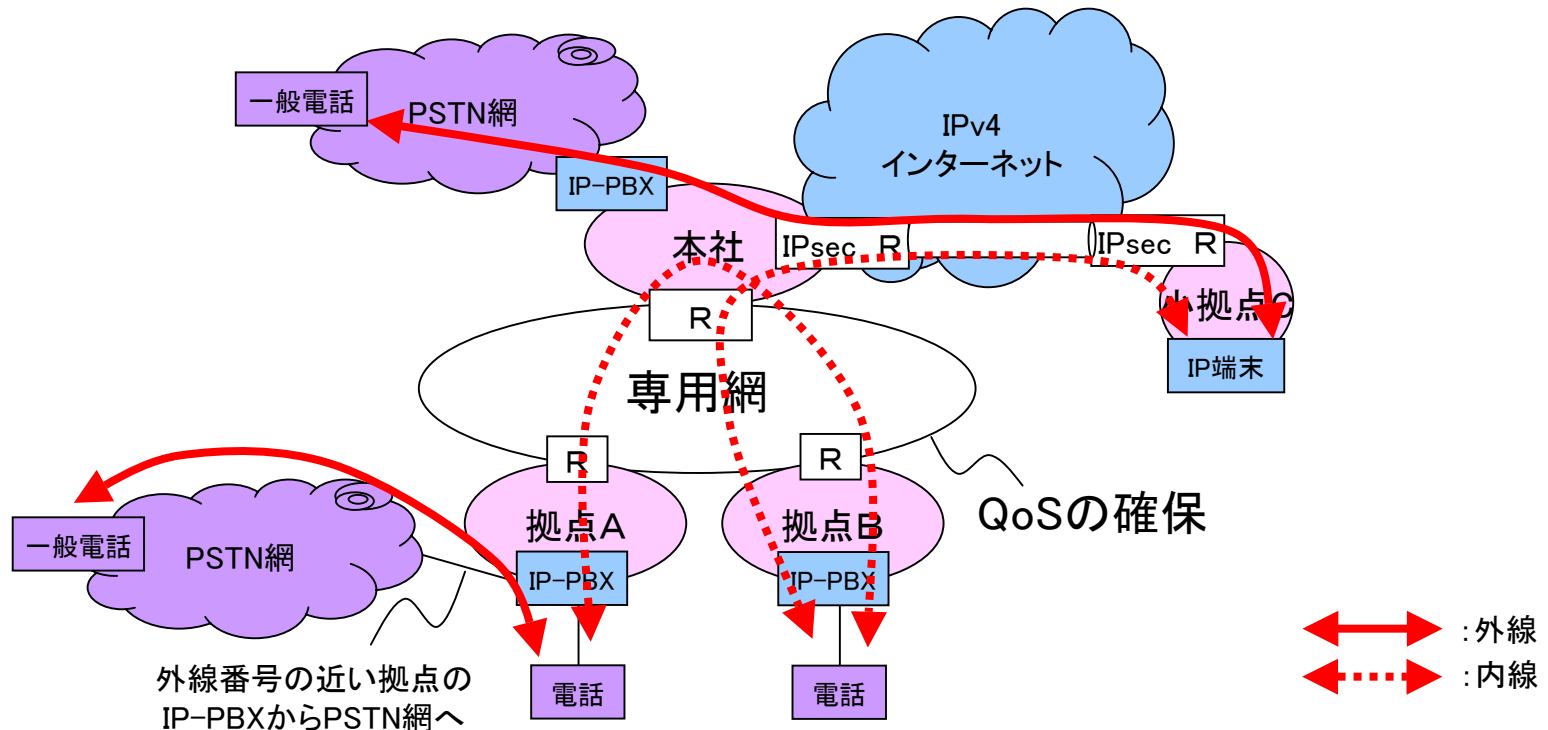 一般電話
PSTN網
IPv4
インターネット
IP-PBX
本社
IPsec R
IPsec R
小拠点C
R
IP端末
専用網
R
R
拠点A
拠点B
QoSの確保
一般電話
PSTN網
IP-PBX
IP-PBX
:外線
:内線
外線番号の近い拠点の
IP-PBXからPSTN網へ
電話
電話